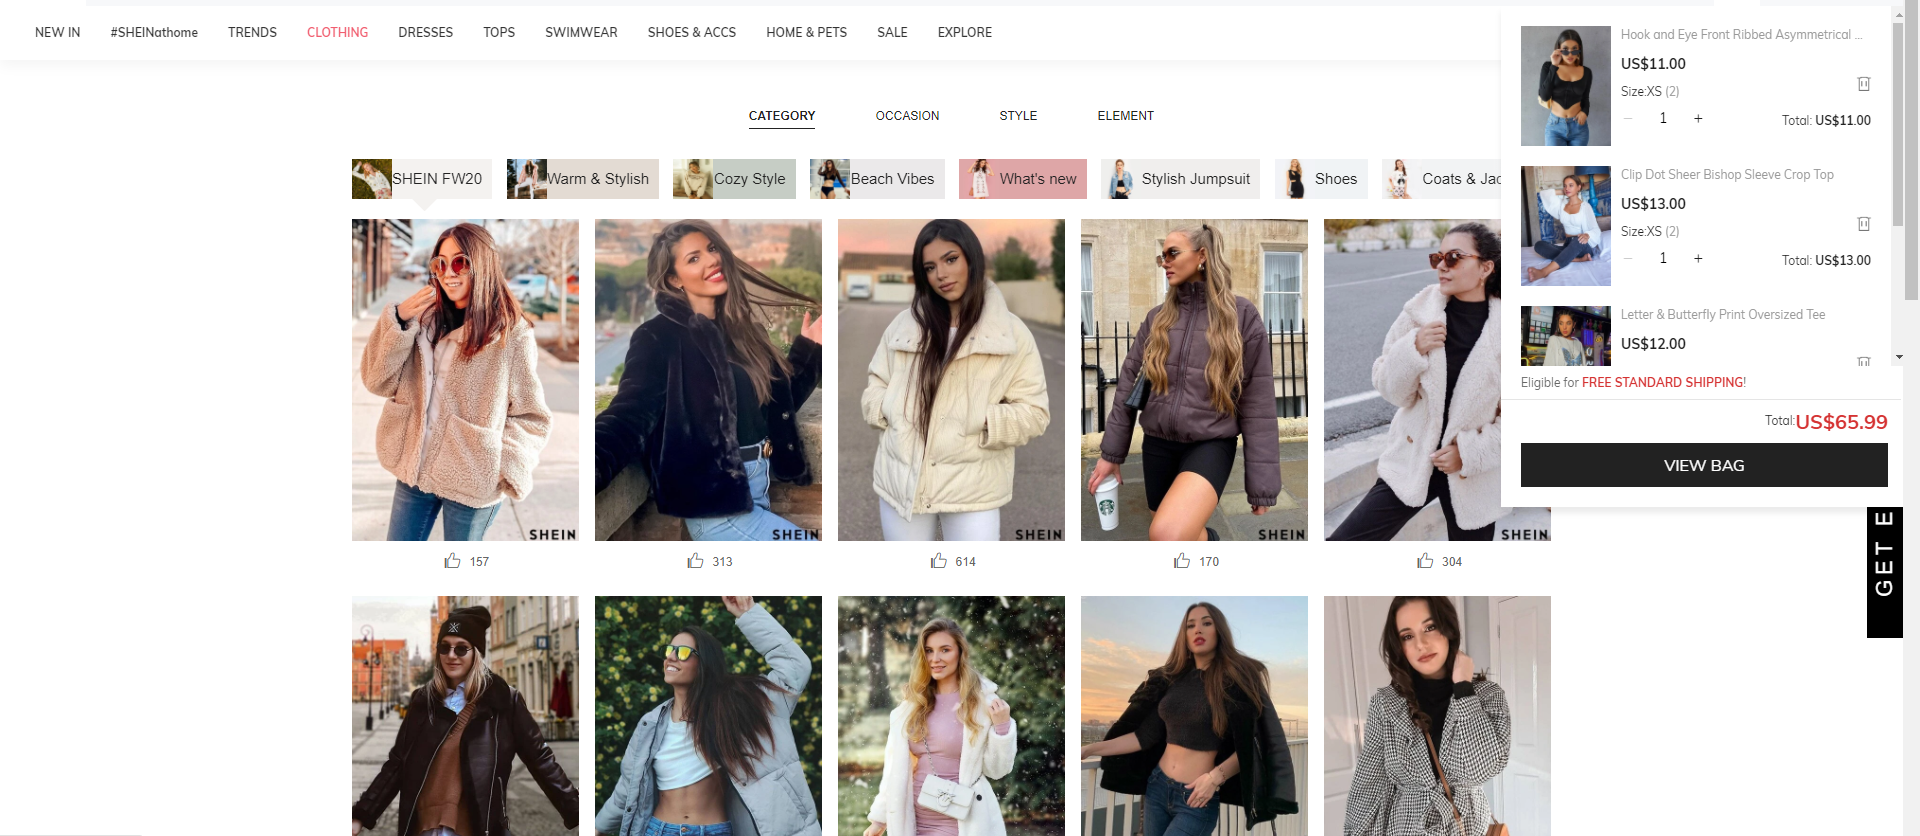 NEW IN #SHEINathome TRENDS CLOTHING DRESSES TOPS SWIMWEAR SHOES & ACCS HOME & PETS SALE EXPLORE
CATEGORY OCCASION STYLE ELEMENT
SHEIN FW20 Warm & Stylish Cozy Style Beach Vibes What's new Stylish Jumpsuit Shoes Coats & Jac
SHEIN SHEIN SHEIN SHEIN SHEIN
157 313 614 170 304
Hook and Eye Front Ribbed Asymmetrical ...
US$11.00
Size:XS (2)
− 1 +
Total: US$11.00
Clip Dot Sheer Bishop Sleeve Crop Top
US$13.00
Size:XS (2)
− 1 +
Total: US$13.00
Letter & Butterfly Print Oversized Tee
US$12.00
Eligible for FREE STANDARD SHIPPING!
Total:US$65.99
VIEW BAG
GET E